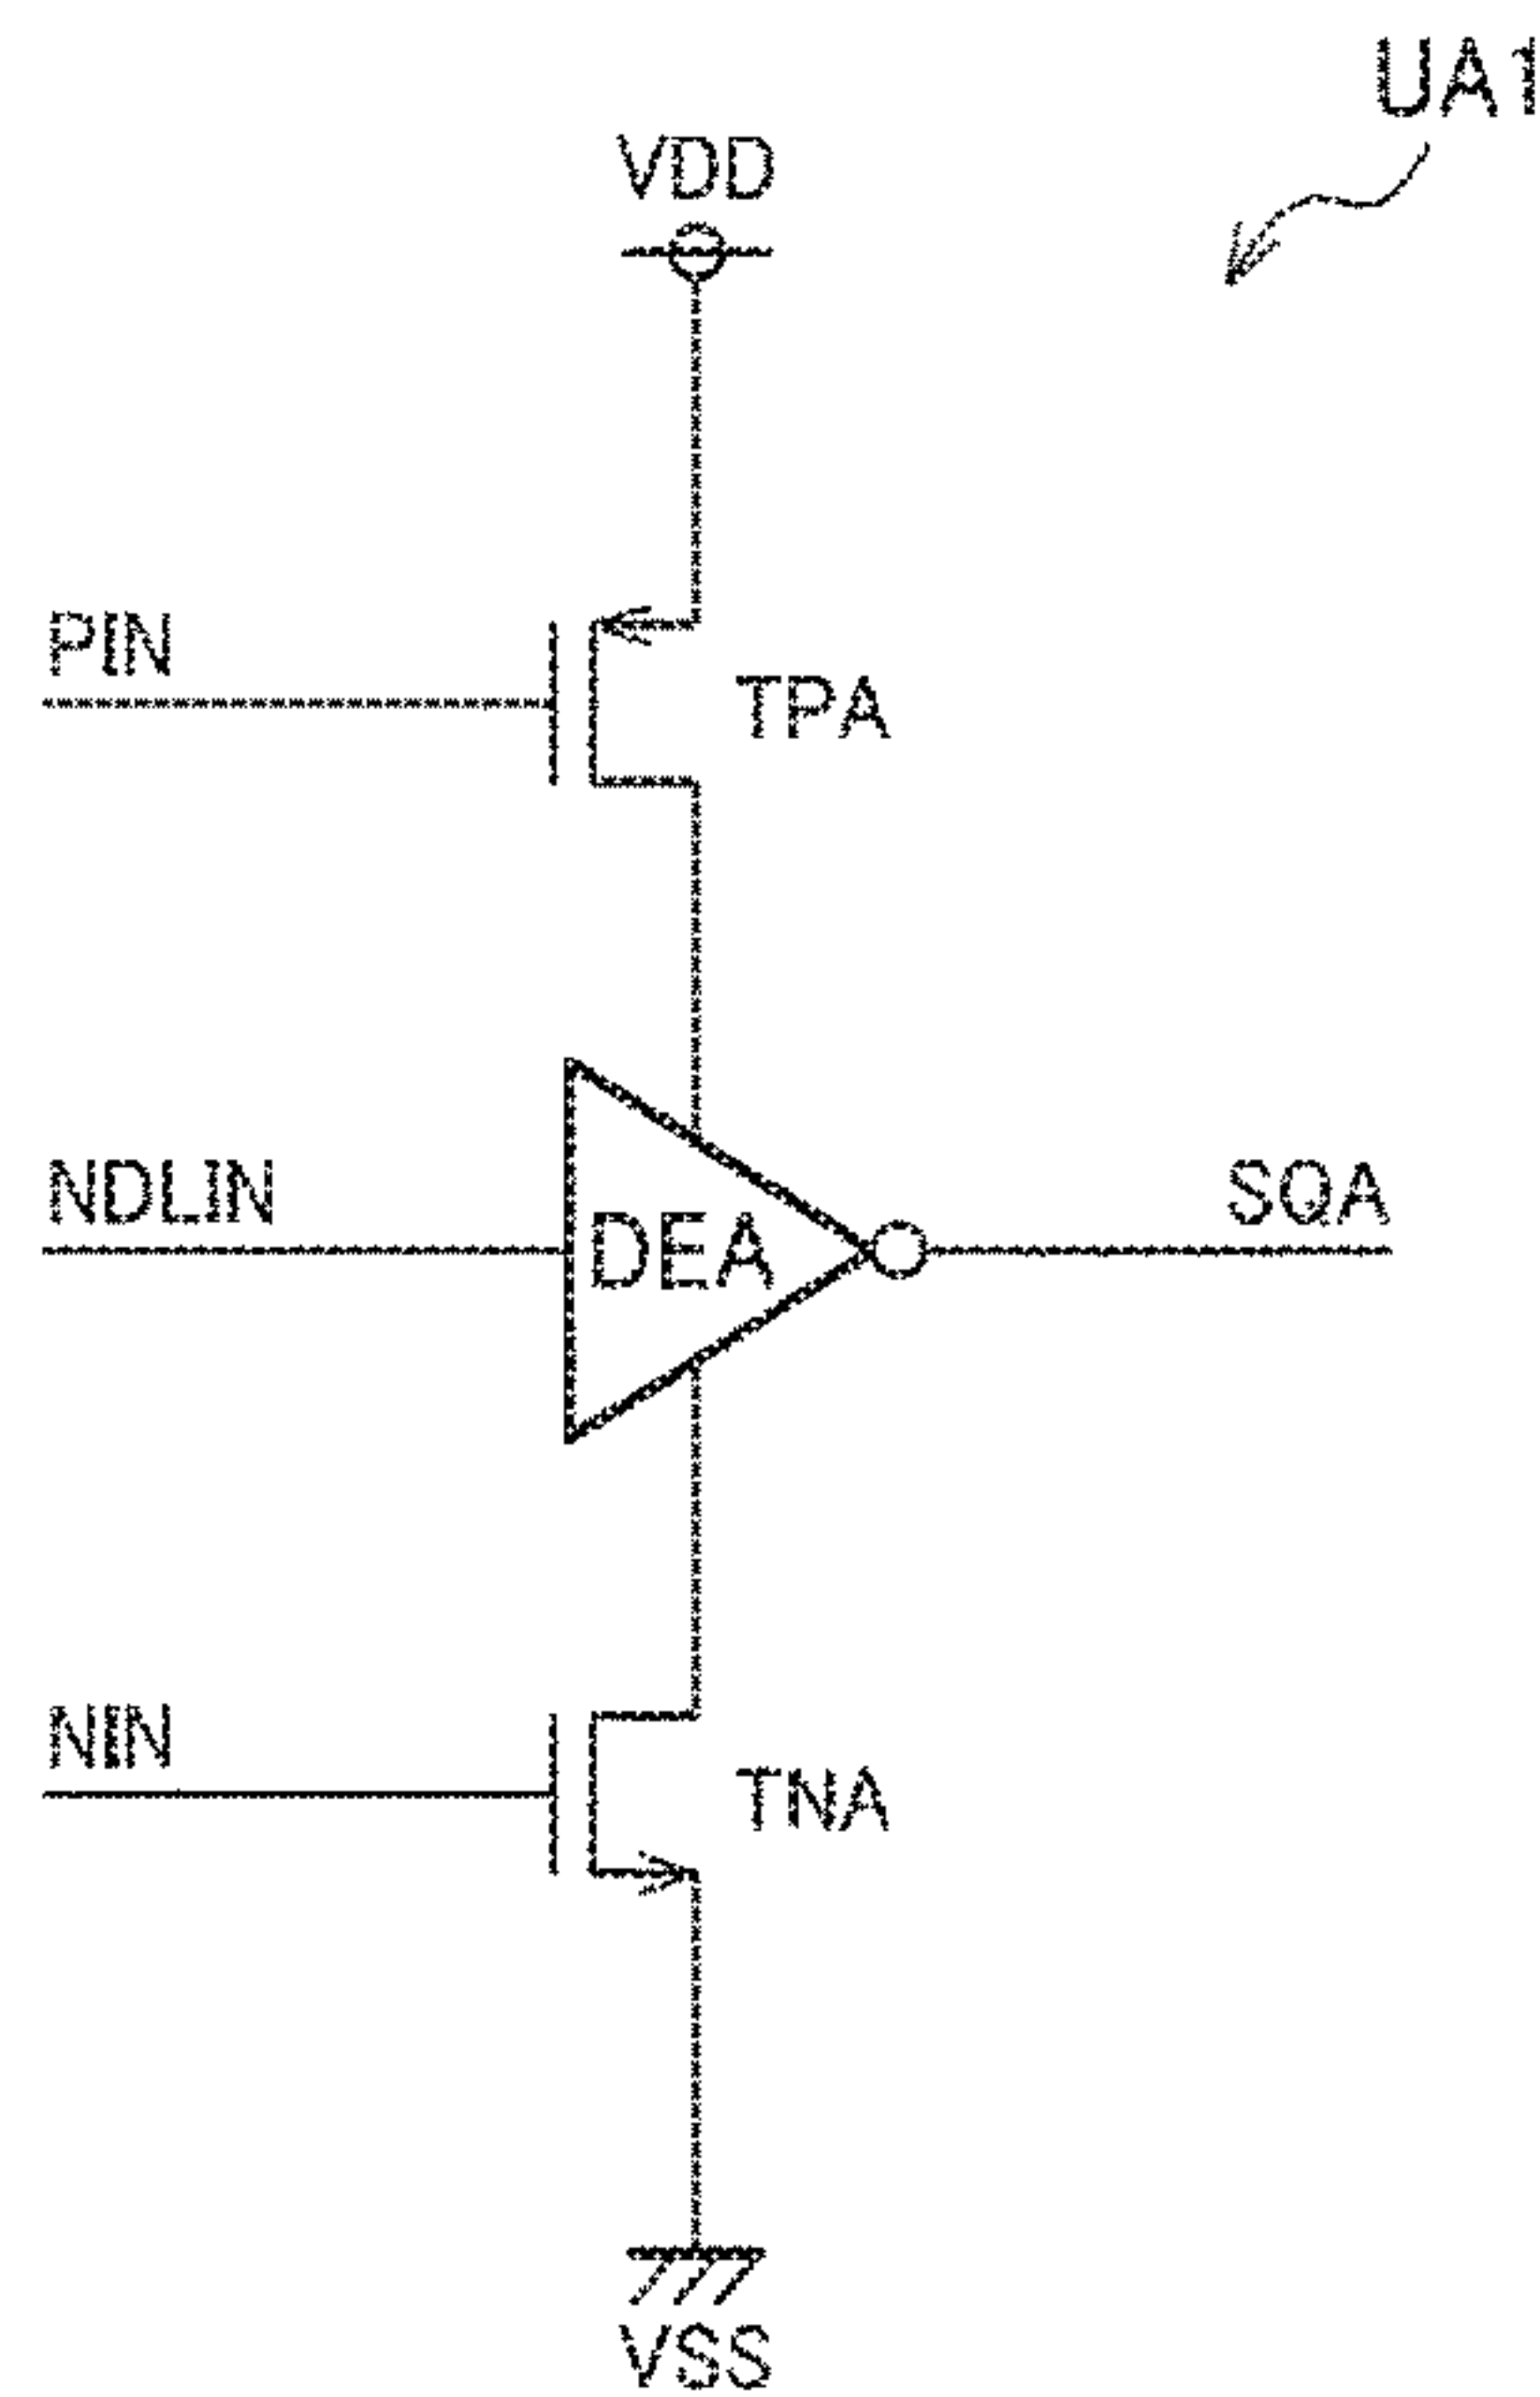 UA1
VDD
PIN
TPA
NDLIN
DEA
SQA
NIN
TNA
VSS